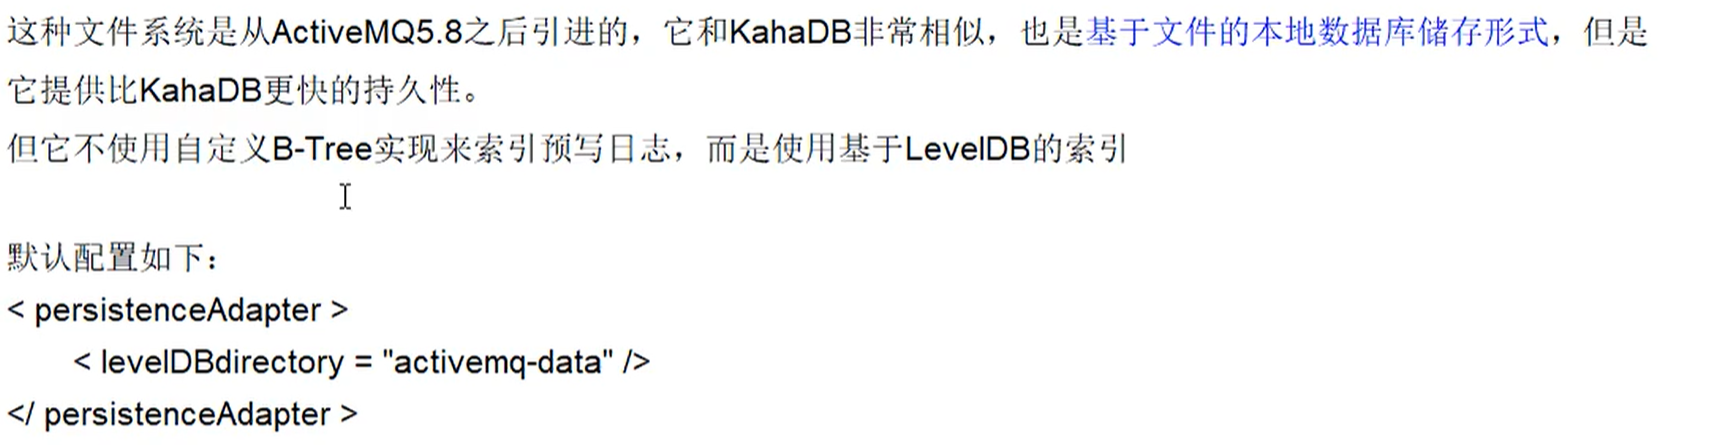 这种文件系统是从ActiveMQ5.8之后引进的，它和KahaDB非常相似，也是基于文件的本地数据库储存形式，但是
它提供比KahaDB更快的持久性。
但它不使用自定义B-Tree实现来索引预写日志，而是使用基于LevelDB的索引
默认配置如下：
< persistenceAdapter >
< levelDBdirectory = "activemq-data" />
</ persistenceAdapter >